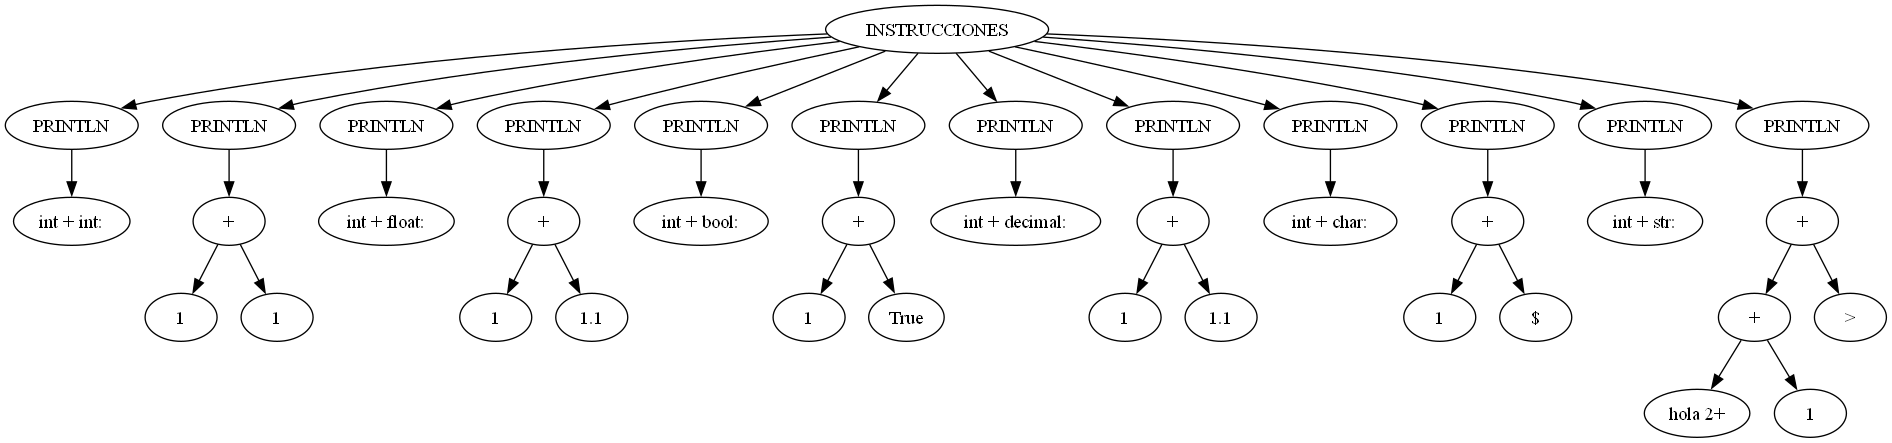 INSTRUCCIONES
PRINTLN PRINTLN PRINTLN PRINTLN PRINTLN PRINTLN PRINTLN PRINTLN PRINTLN PRINTLN PRINTLN PRINTLN
int + int: + int + float: + int + bool: + int + decimal: + int + char: + int + str: +
1 1 1 1.1 1 True 1 1.1 1 $ + >
hola 2+ 1